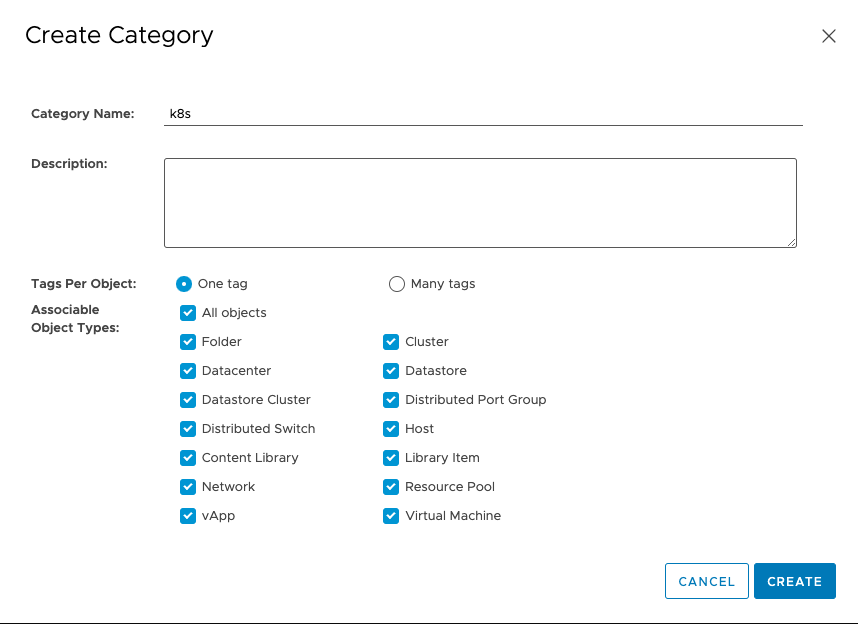 Create Category
Category Name: k8s
Description:
Tags Per Object: One tag Many tags
Associable
Object Types:
All objects
Folder Cluster
Datacenter Datastore
Datastore Cluster Distributed Port Group
Distributed Switch Host
Content Library Library Item
Network Resource Pool
vApp Virtual Machine
CANCEL CREATE